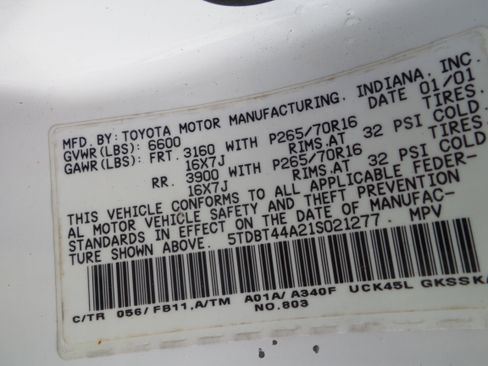 MFD. BY: TOYOTA MOTOR MANUFACTURING, INDIANA, INC.
GVWR(LBS): 6600 DATE 01/01
GAWR(LBS): FRT. 3160 WITH P265/70R16 TIRES.
16X7J RIMS.AT 32 PSI COLD.
RR. 3900 WITH P265/70R16 TIRES.
16X7J RIMS.AT 32 PSI COLD.
THIS VEHICLE CONFORMS TO ALL APPLICABLE FEDER-
AL MOTOR VEHICLE SAFETY AND THEFT PREVENTION
STANDARDS IN EFFECT ON THE DATE OF MANUFAC-
TURE SHOWN ABOVE. 5TDBT44A21S021277. MPV
C/TR 056/ FB11,A/TM A01A/ A340F UCK45L GKSSK
NO.803